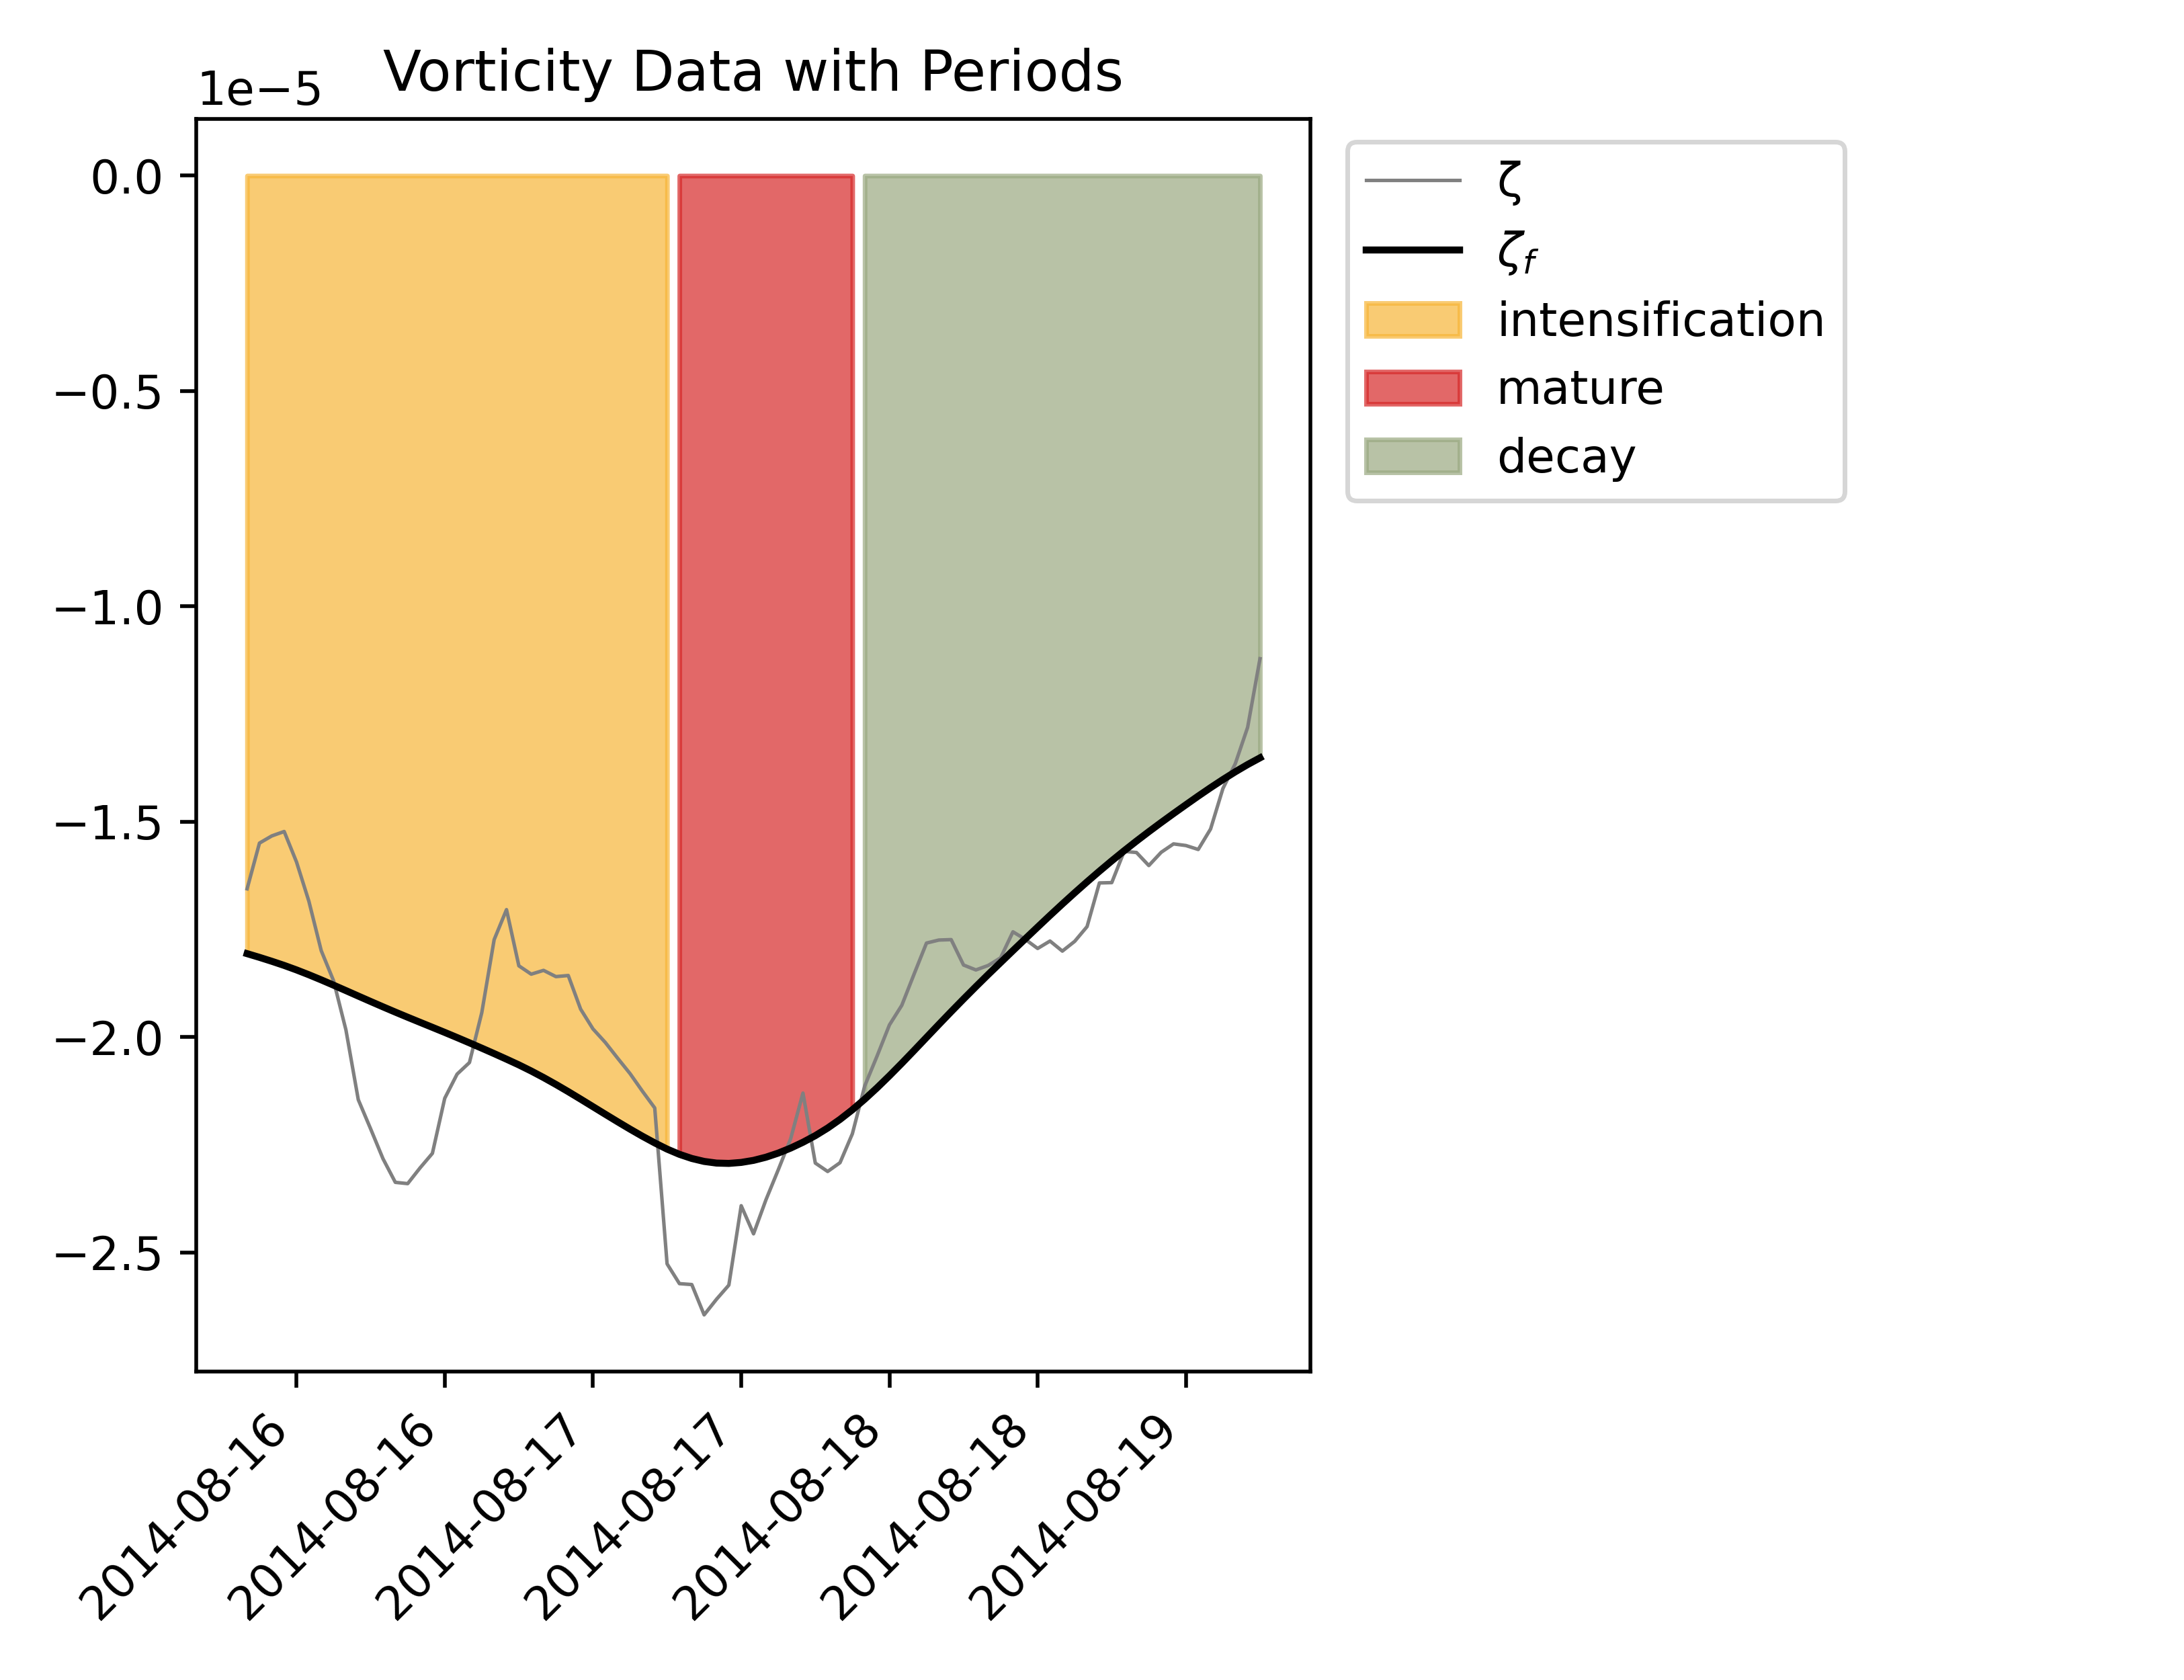 Vorticity Data with Periods
1e−5
0.0
−0.5
−1.0
−1.5
−2.0
−2.5
2014-08-16
2014-08-16
2014-08-17
2014-08-17
2014-08-18
2014-08-18
2014-08-19
ζ
ζf
intensification
mature
decay